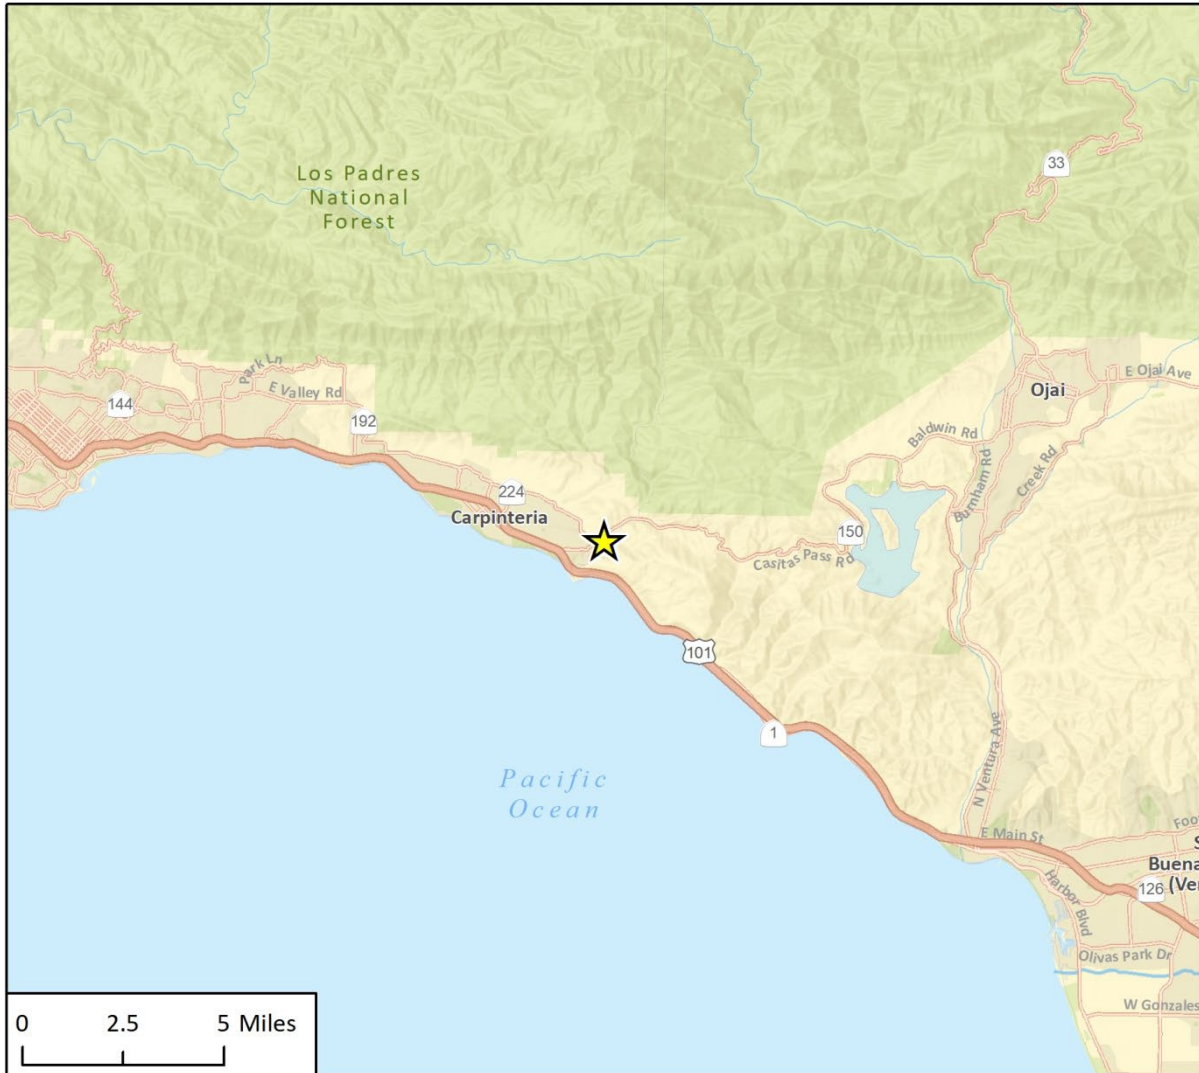 33
Los Padres
National
Forest
Park Ln
E Valley Rd
E Ojai Ave
Ojai
144
192
Baldwin Rd
Burnham Rd
Creek Rd
224
Carpinteria
150
Casitas Pass Rd
101
1
N Ventura Ave
Pacific
Ocean
E Main St
Foo
S
Buena
(Ve
126
Harbor Blvd
Olivas Park Dr
W Gonzales
0 2.5 5 Miles